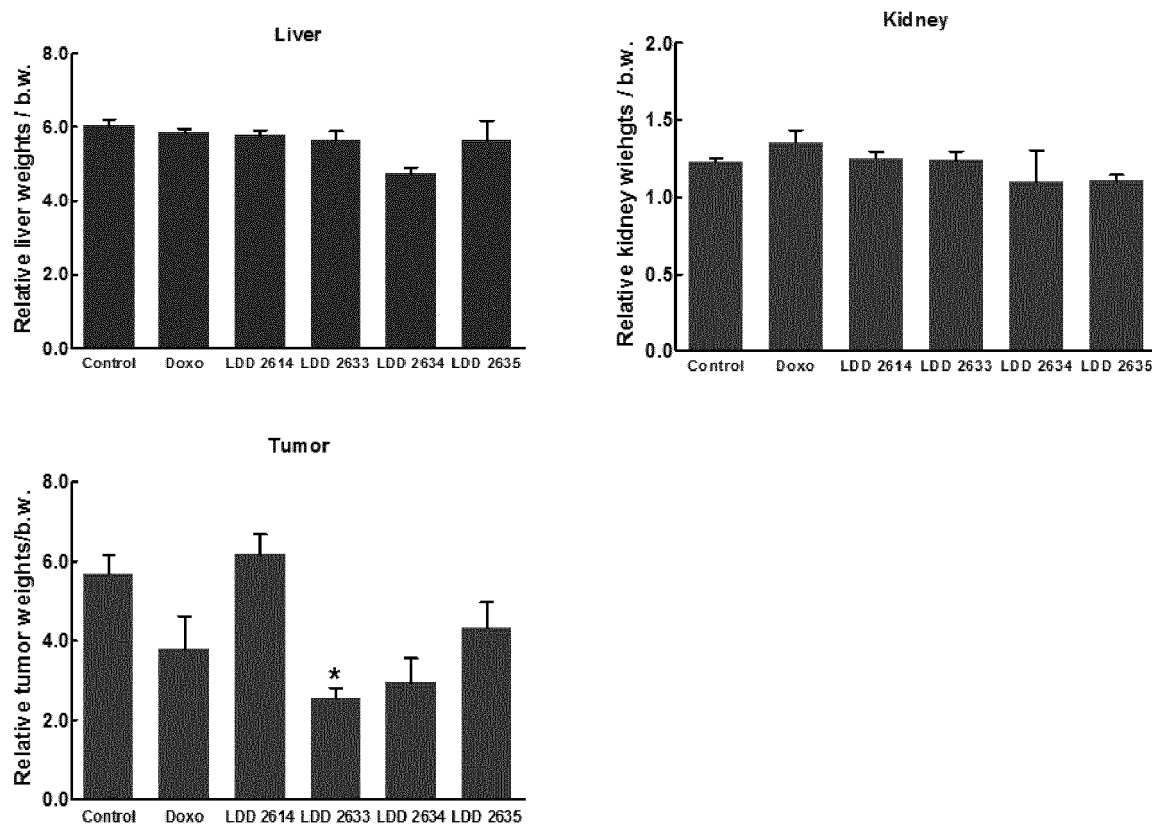 Liver
Relative liver weights / b.w.
8.0
6.0
4.0
2.0
0.0
Control Doxo LDD 2614 LDD 2633 LDD 2634 LDD 2635
Kidney
Relative kidney wiehgts / b.w.
2.0
1.5
1.0
0.5
0.0
Control Doxo LDD 2614 LDD 2633 LDD 2634 LDD 2635
Tumor
Relative tumor weights/b.w.
8.0
6.0
4.0
2.0
0.0
*
Control Doxo LDD 2614 LDD 2633 LDD 2634 LDD 2635